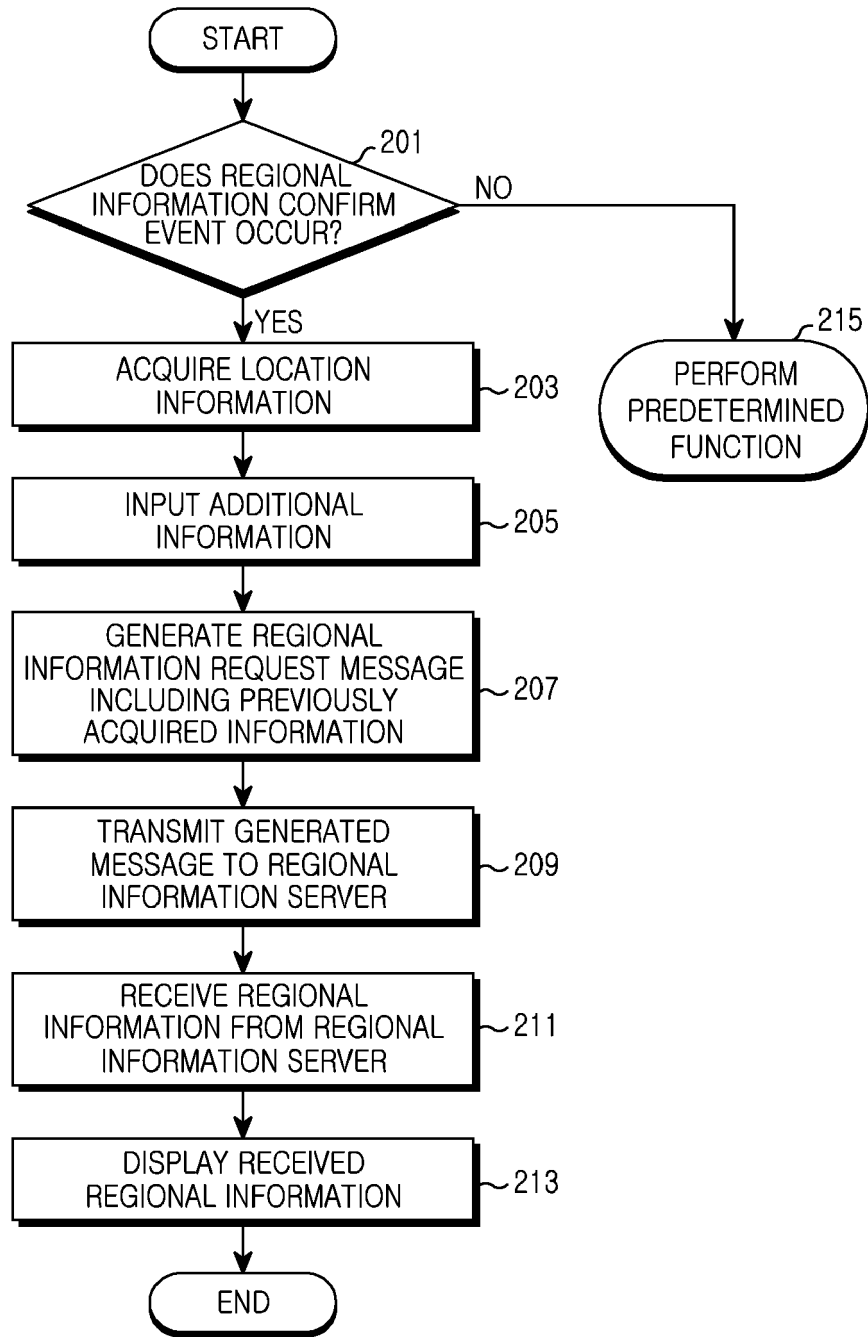 START
201
DOES REGIONAL
INFORMATION CONFIRM
EVENT OCCUR?
NO
YES
215
PERFORM
PREDETERMINED
FUNCTION
ACQUIRE LOCATION
INFORMATION
203
INPUT ADDITIONAL
INFORMATION
205
GENERATE REGIONAL
INFORMATION REQUEST MESSAGE
INCLUDING PREVIOUSLY
ACQUIRED INFORMATION
207
TRANSMIT GENERATED
MESSAGE TO REGIONAL
INFORMATION SERVER
209
RECEIVE REGIONAL
INFORMATION FROM REGIONAL
INFORMATION SERVER
211
DISPLAY RECEIVED
REGIONAL INFORMATION
213
END